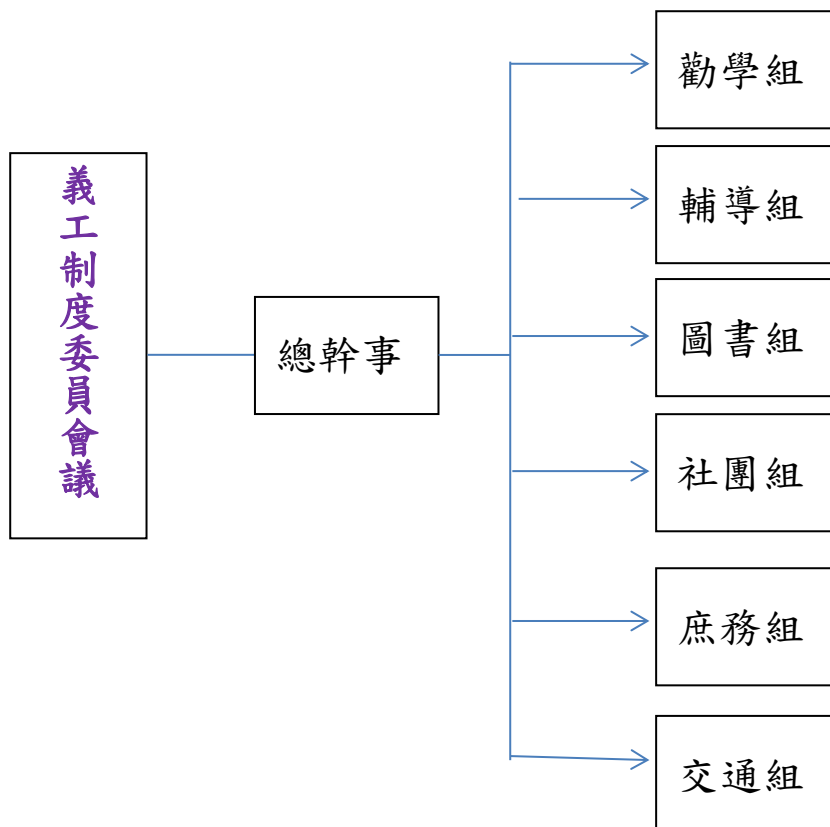 義工制度委員會議
總幹事
勸學組
輔導組
圖書組
社團組
庶務組
交通組